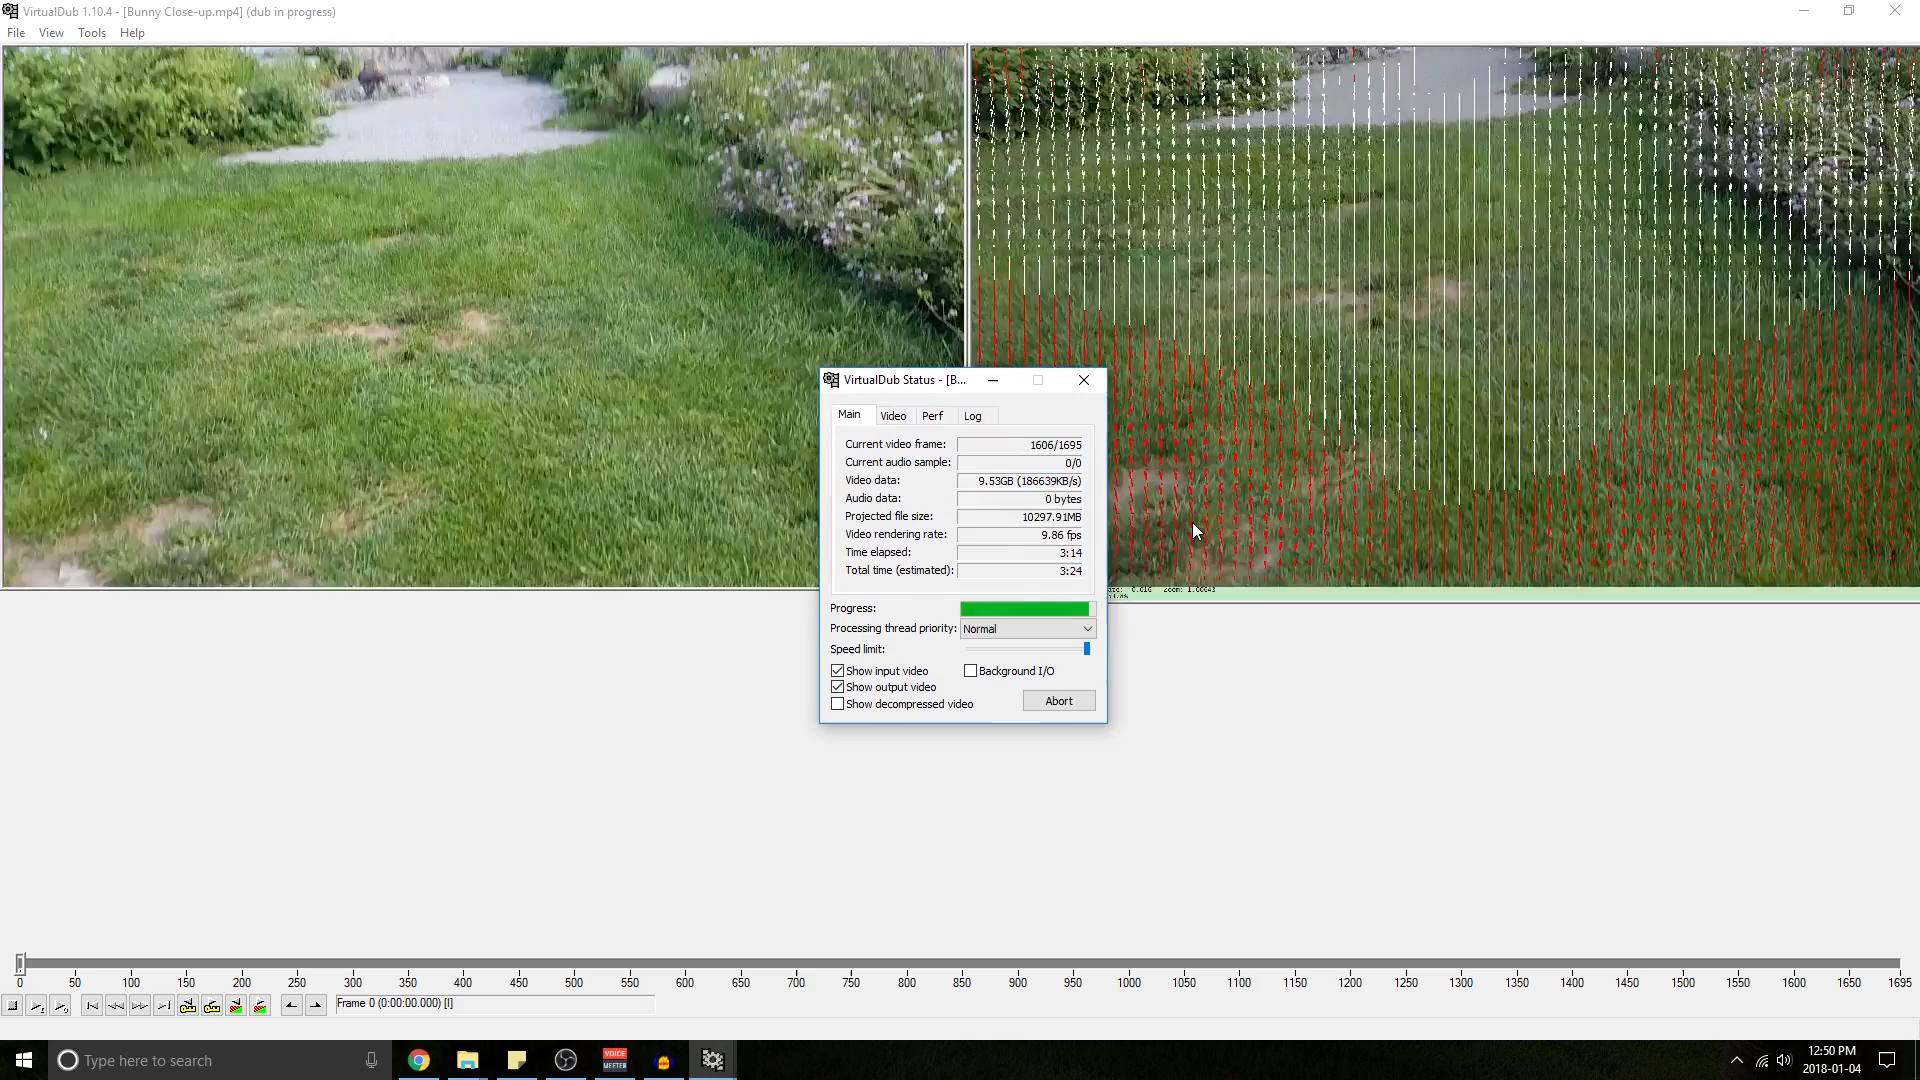 VirtualDub 1.10.4 - [Bunny Close-up.mp4] (dub in progress)
File View Tools Help
VirtualDub Status - [B...
Main Video Perf Log
Current video frame: 1606/1695
Current audio sample: 0/0
Video data: 9.53GB (186639KB/s)
Audio data: 0 bytes
Projected file size: 10297.91MB
Video rendering rate: 9.86 fps
Time elapsed: 3:14
Total time (estimated): 3:24
Progress:
Processing thread priority: Normal
Speed limit:
Show input video Background I/O
Show output video
Show decompressed video
Abort
Zoom: 1.00643
0 50 100 150 200 250 300 350 400 450 500 550 600 650 700 750 800 850 900 950 1000 1050 1100 1150 1200 1250 1300 1350 1400 1450 1500 1550 1600 1650 1695
Frame 0 (0:00:00.000) [I]
Type here to search
VOICE
MEETER
12:50 PM
2018-01-04